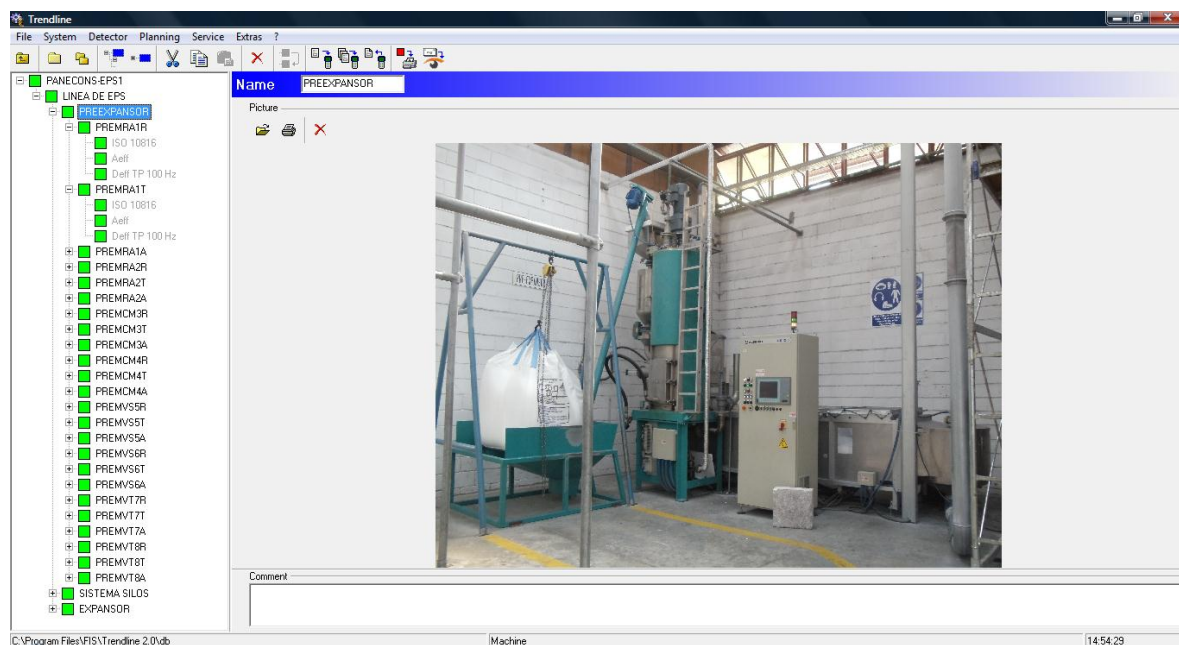 Trendline
File System Detector Planning Service Extras ?
PANECONS-EPS1
LINEA DE EPS
PREEXPANSOR
PREMRA1R
ISO 10816
Aeff
Deff TP 100 Hz
PREMRA1T
ISO 10816
Aeff
Deff TP 100 Hz
PREMRA1A
PREMRA2R
PREMRA2T
PREMRA2A
PREMCM3R
PREMCM3T
PREMCM3A
PREMCM4R
PREMCM4T
PREMCM4A
PREMVS5R
PREMVS5T
PREMVS5A
PREMVS6R
PREMVS6T
PREMVS6A
PREMVT7R
PREMVT7T
PREMVT7A
PREMVT8R
PREMVT8T
PREMVT8A
SISTEMA SILOS
EXPANSOR
Name PREEXPANSOR
Picture
Comment
C:\Program Files\FIS\Trendline 2.0\db Machine 14:54:29